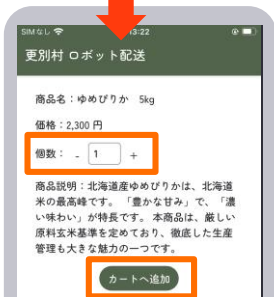 SIMなし 13:22
更別村 ロボット配送
商品名：ゆめぴりか 5kg
価格：2,300 円
個数： - 1 +
商品説明：北海道産ゆめぴりかは、北海道
米の最高峰です。 「豊かな甘み」で、「濃
い味わい」が特長です。 本商品は、厳しい
原料玄米基準を定めており、徹底した生産
管理も大きな魅力の一つです。
カートへ追加